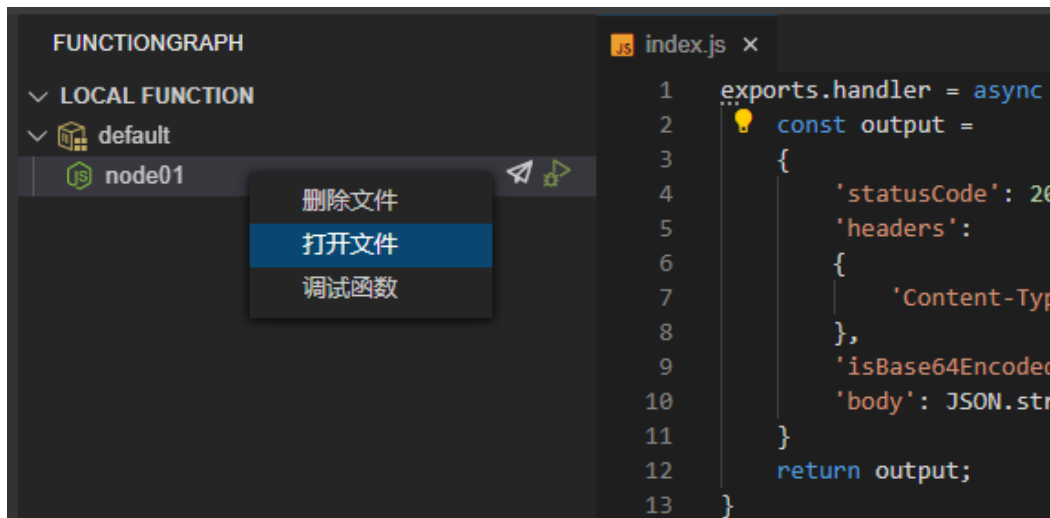 FUNCTIONGRAPH
LOCAL FUNCTION
default
node01
删除文件
打开文件
调试函数
JS index.js ×
1 exports.handler = async
2 const output =
3 {
4 'statusCode': 20
5 'headers':
6 {
7 'Content-Typ
8 },
9 'isBase64Encoded
10 'body': JSON.str
11 }
12 return output;
13 }